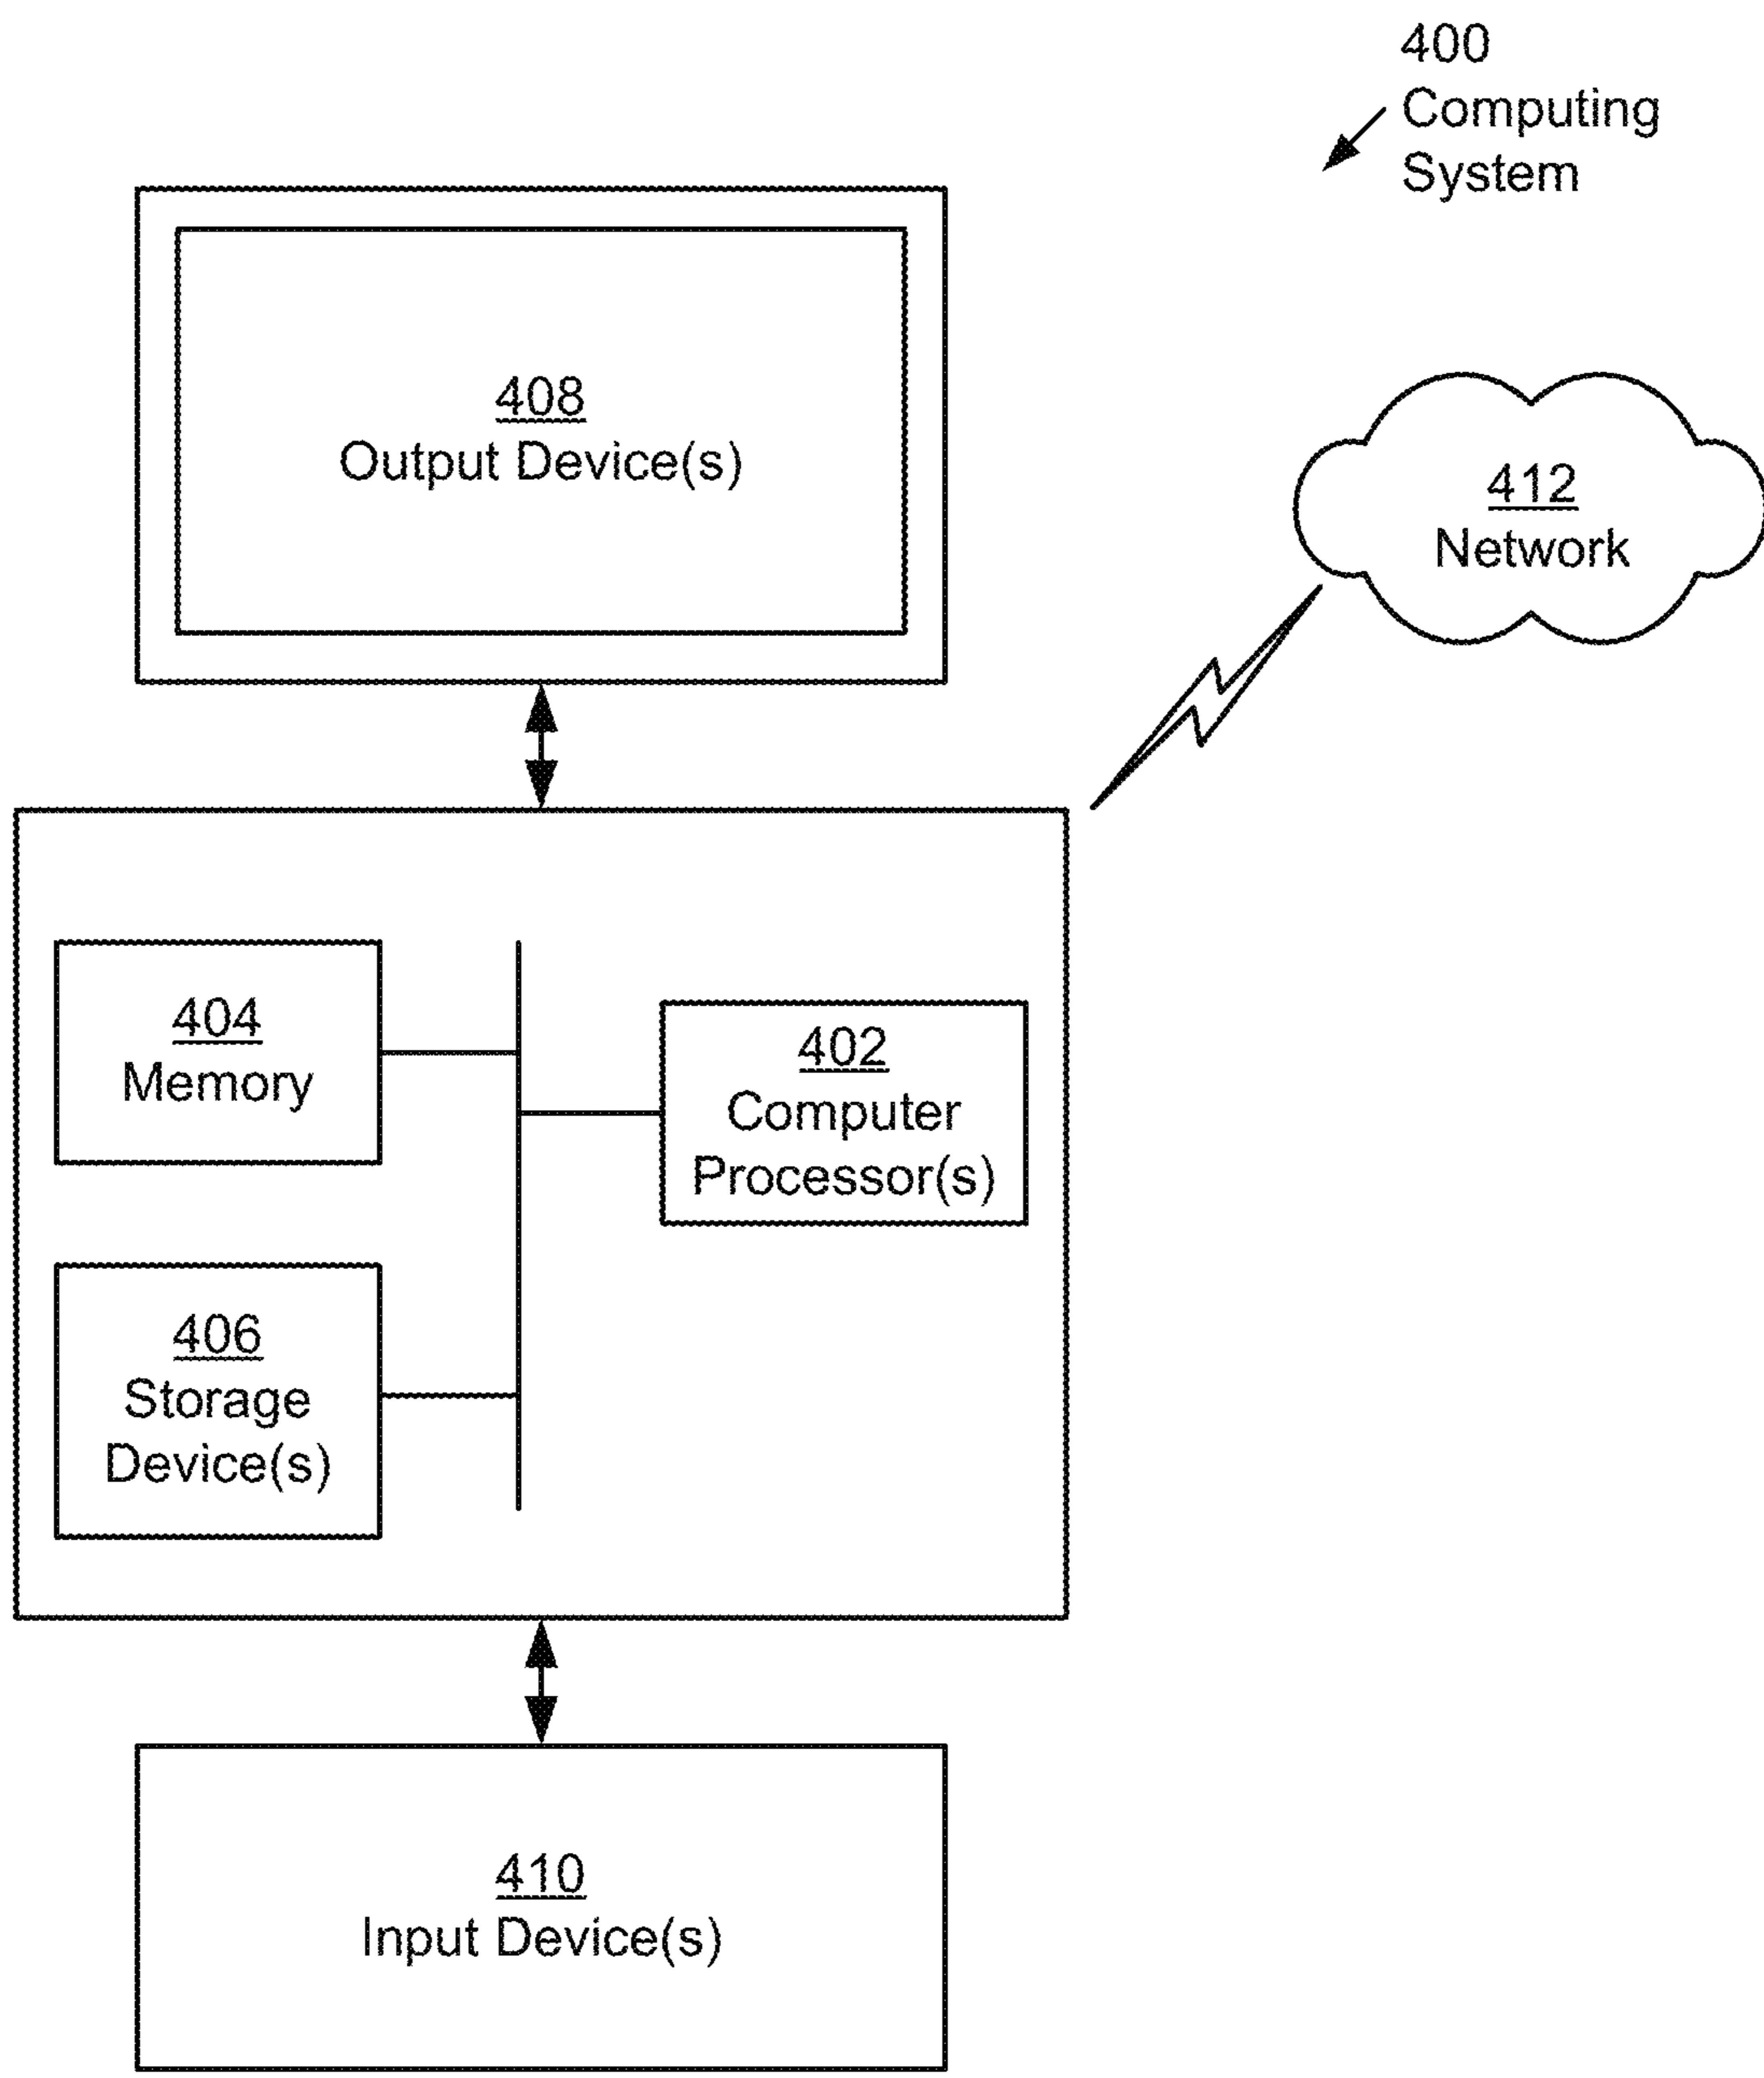 400
Computing
System
408
Output Device(s)
412
Network
404
Memory
402
Computer
Processor(s)
406
Storage
Device(s)
410
Input Device(s)